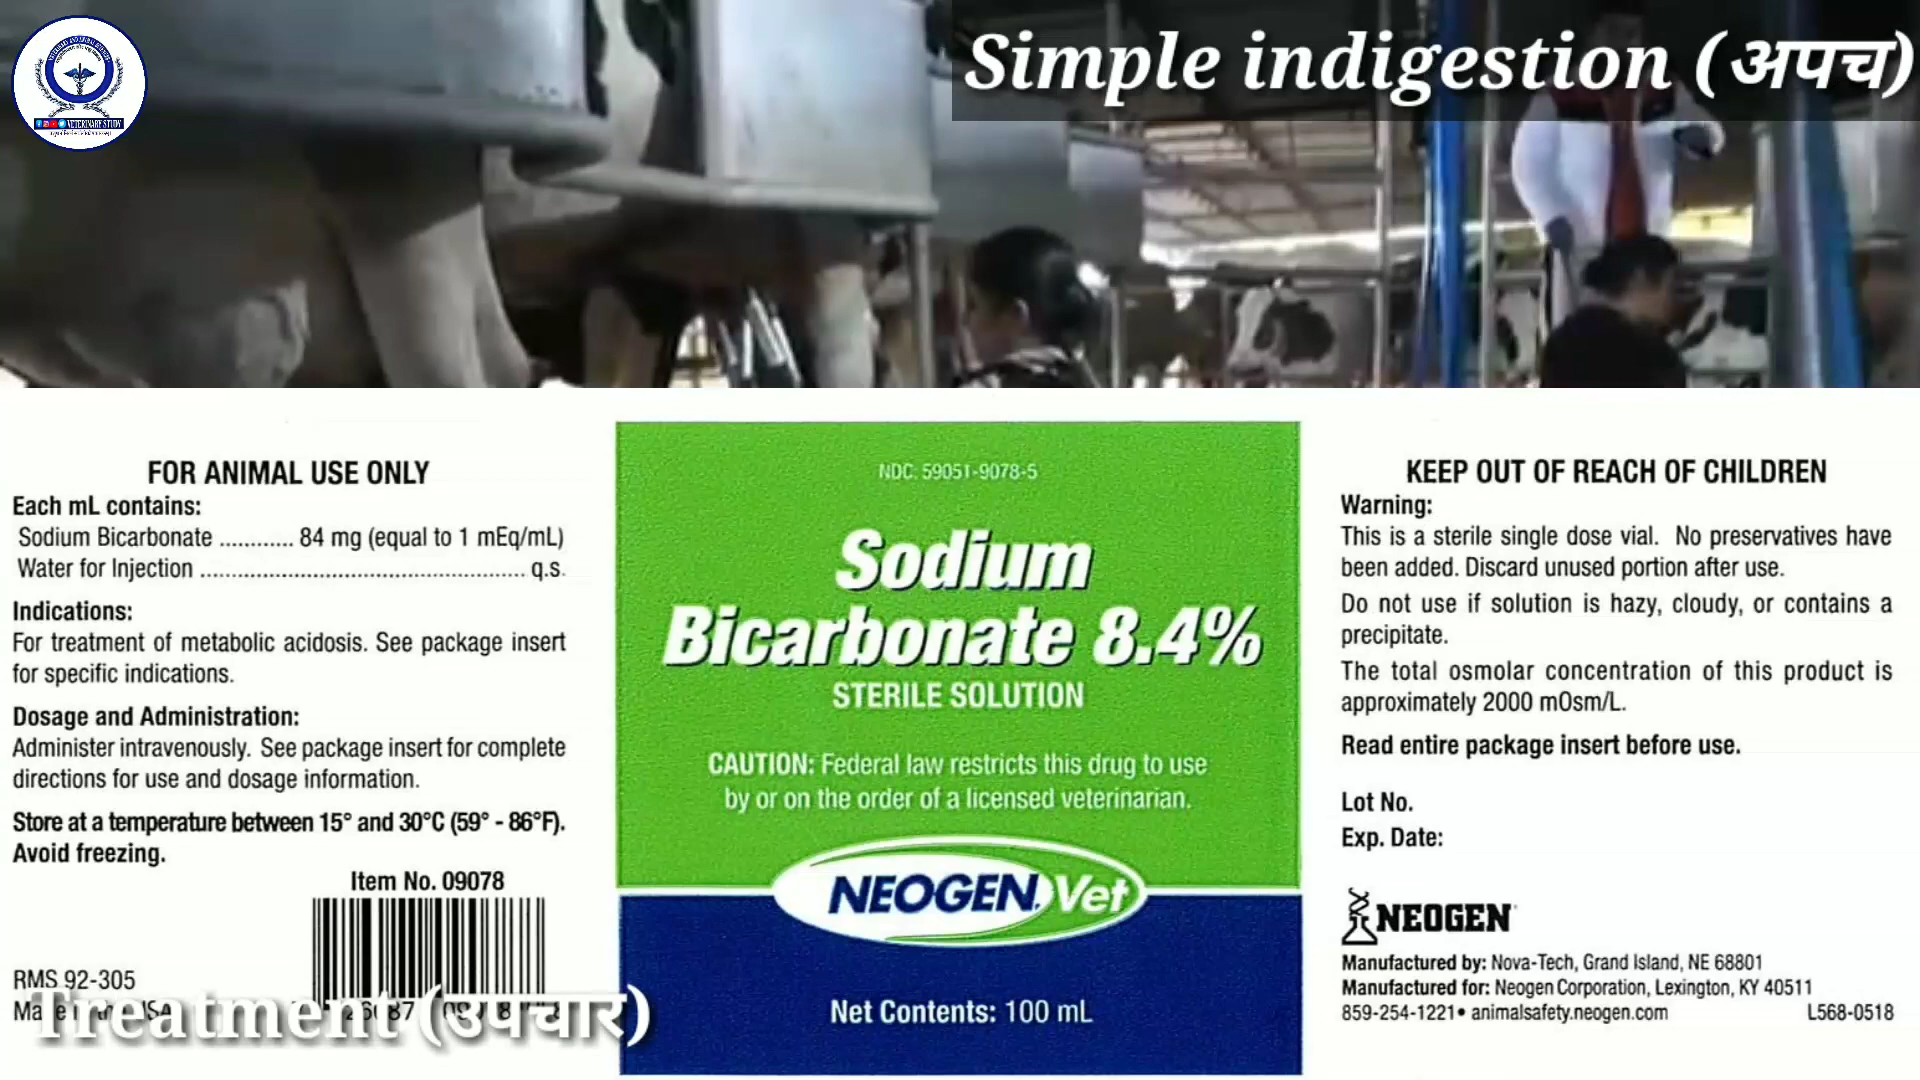 VETERINARY STUDY
Simple indigestion (अपच)
FOR ANIMAL USE ONLY
Each mL contains:
Sodium Bicarbonate ............ 84 mg (equal to 1 mEq/mL)
Water for Injection ........................................................ q.s.
Indications:
For treatment of metabolic acidosis. See package insert
for specific indications.
Dosage and Administration:
Administer intravenously. See package insert for complete
directions for use and dosage information.
Store at a temperature between 15° and 30°C (59° - 86°F).
Avoid freezing.
Item No. 09078
RMS 92-305
Treatment (उपचार)
NDC. 59051-9078-5
Sodium
Bicarbonate 8.4%
STERILE SOLUTION
CAUTION: Federal law restricts this drug to use
by or on the order of a licensed veterinarian.
NEOGEN Vet
Net Contents: 100 mL
KEEP OUT OF REACH OF CHILDREN
Warning:
This is a sterile single dose vial. No preservatives have
been added. Discard unused portion after use.
Do not use if solution is hazy, cloudy, or contains a
precipitate.
The total osmolar concentration of this product is
approximately 2000 mOsm/L.
Read entire package insert before use.
Lot No.
Exp. Date:
NEOGEN
Manufactured by: Nova-Tech, Grand Island, NE 68801
Manufactured for: Neogen Corporation, Lexington, KY 40511
859-254-1221• animalsafety.neogen.com
L568-0518